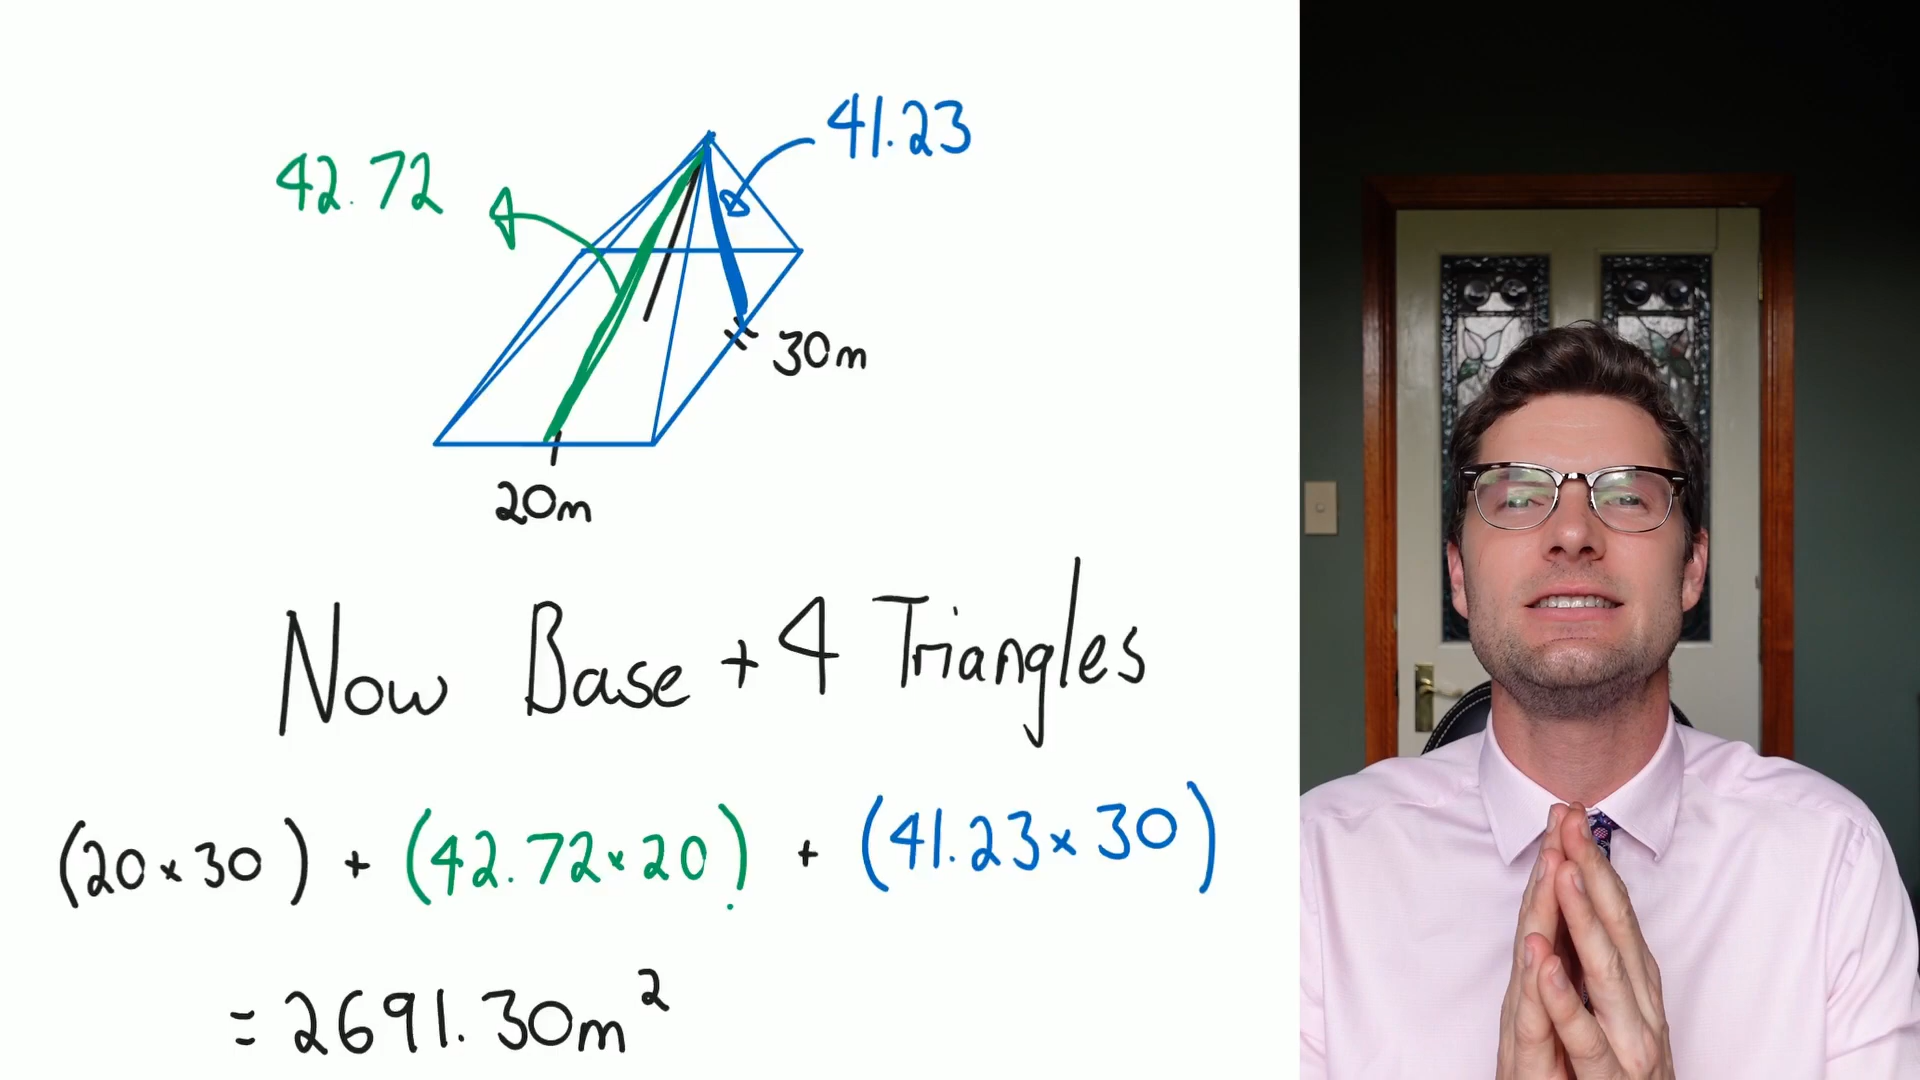 41.23
42.72
30m
20m
Now Base + 4 Triangles
(20 × 30) + (42.72 × 20) + (41.23 × 30)
= 2691.30m²